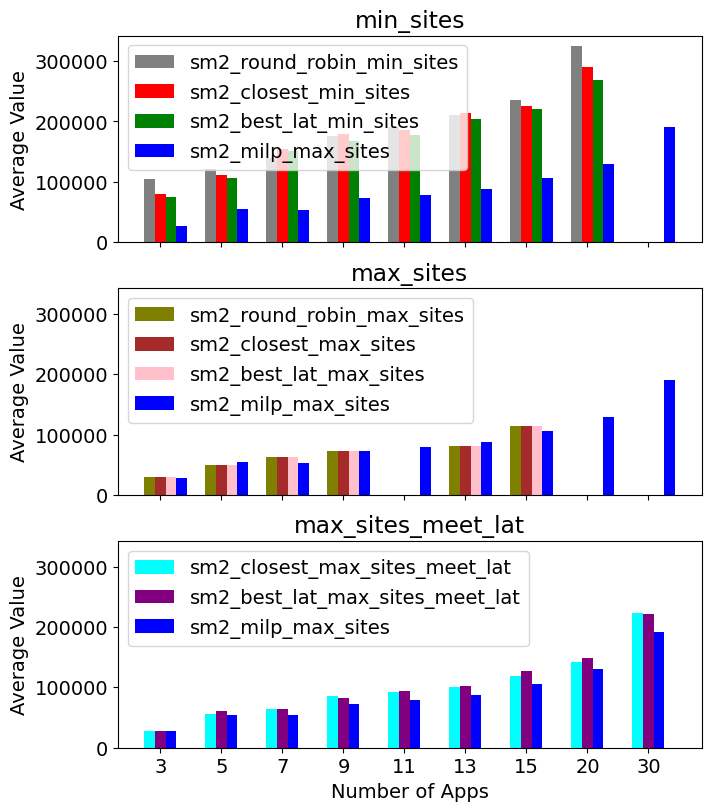 min_sites
300000
200000
100000
0
Average Value
sm2_round_robin_min_sites
sm2_closest_min_sites
sm2_best_lat_min_sites
sm2_milp_max_sites
max_sites
300000
200000
100000
0
Average Value
sm2_round_robin_max_sites
sm2_closest_max_sites
sm2_best_lat_max_sites
sm2_milp_max_sites
max_sites_meet_lat
300000
200000
100000
0
Average Value
sm2_closest_max_sites_meet_lat
sm2_best_lat_max_sites_meet_lat
sm2_milp_max_sites
3 5 7 9 11 13 15 20 30
Number of Apps